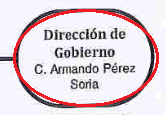 Dirección de
Gobierno
C. Armando Pérez
Soria